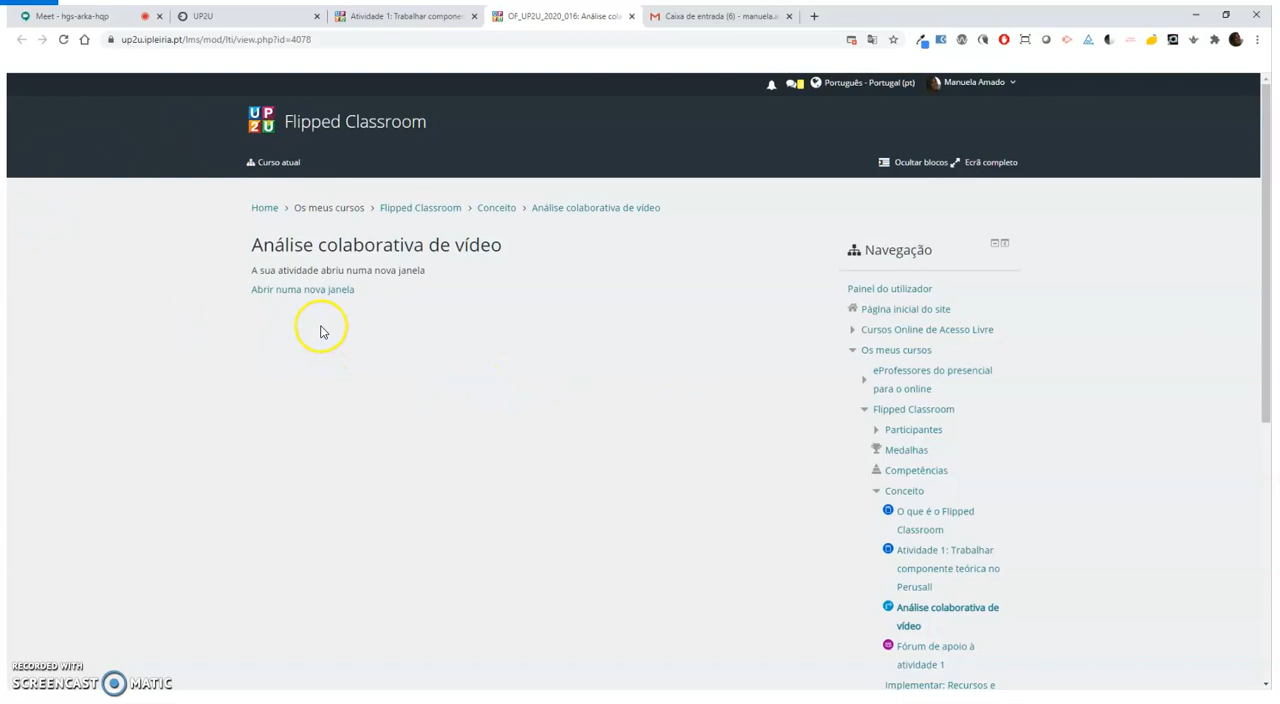 Meet - hgs-arka-hqp
UP2U
Atividade 1: Trabalhar compone
OF_UP2U_2020_016: Análise cola
Caixa de entrada (6) - manuela.a
up2u.ipleiria.pt/lms/mod/lti/view.php?id=4078
Português - Portugal (pt)
Manuela Amado
UP2U
Flipped Classroom
Curso atual
Ocultar blocos
Ecrã completo
Home > Os meus cursos > Flipped Classroom > Conceito > Análise colaborativa de vídeo
Análise colaborativa de vídeo
A sua atividade abriu numa nova janela
Abrir numa nova janela
Navegação
Painel do utilizador
Página inicial do site
Cursos Online de Acesso Livre
Os meus cursos
eProfessores do presencial
para o online
Flipped Classroom
Participantes
Medalhas
Competências
Conceito
O que é o Flipped
Classroom
Atividade 1: Trabalhar
componente teórica no
Perusall
Análise colaborativa de
vídeo
Fórum de apoio à
atividade 1
Implementar: Recursos e
RECORDED WITH
SCREENCAST MATIC